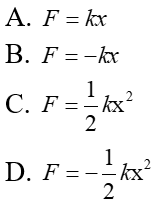 A. F = kx
B. F = −kx
C. F = 1/2 kx²
D. F = −1/2 kx²